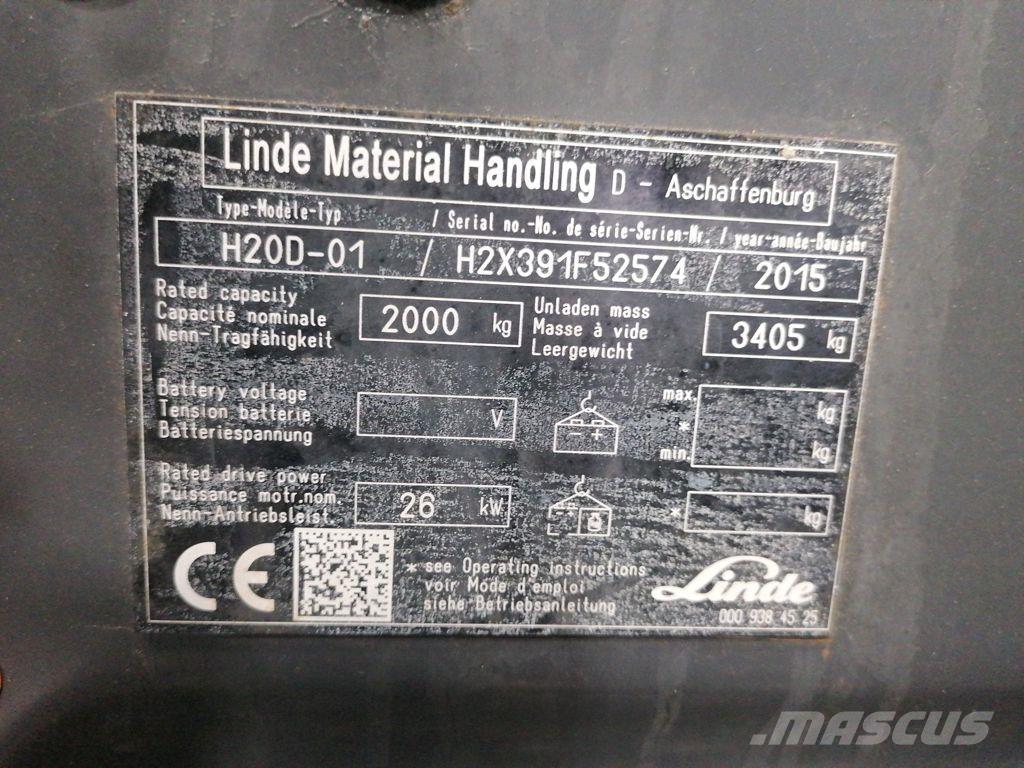 Linde Material Handling D - Aschaffenburg
Type-Modèle-Typ / Serial no.-No. de série-Serien-Nr. / year-année-Baujahr
H20D-01 / H2X391F52574 / 2015
Rated capacity
Capacité nominale
Nenn-Tragfähigkeit
2000 kg
Unladen mass
Masse à vide
Leergewicht
3405 kg
Battery voltage
Tension batterie
Batteriespannung
V
- +
max. kg
*
min. kg
Rated drive power
Puissance motr.nom.
Nenn-Antriebsleist.
26 kW
* kg
CE
* see Operating instructions
voir Mode d'emploi
siehe Betriebsanleitung
Linde
000 938 45 25
MASCUS